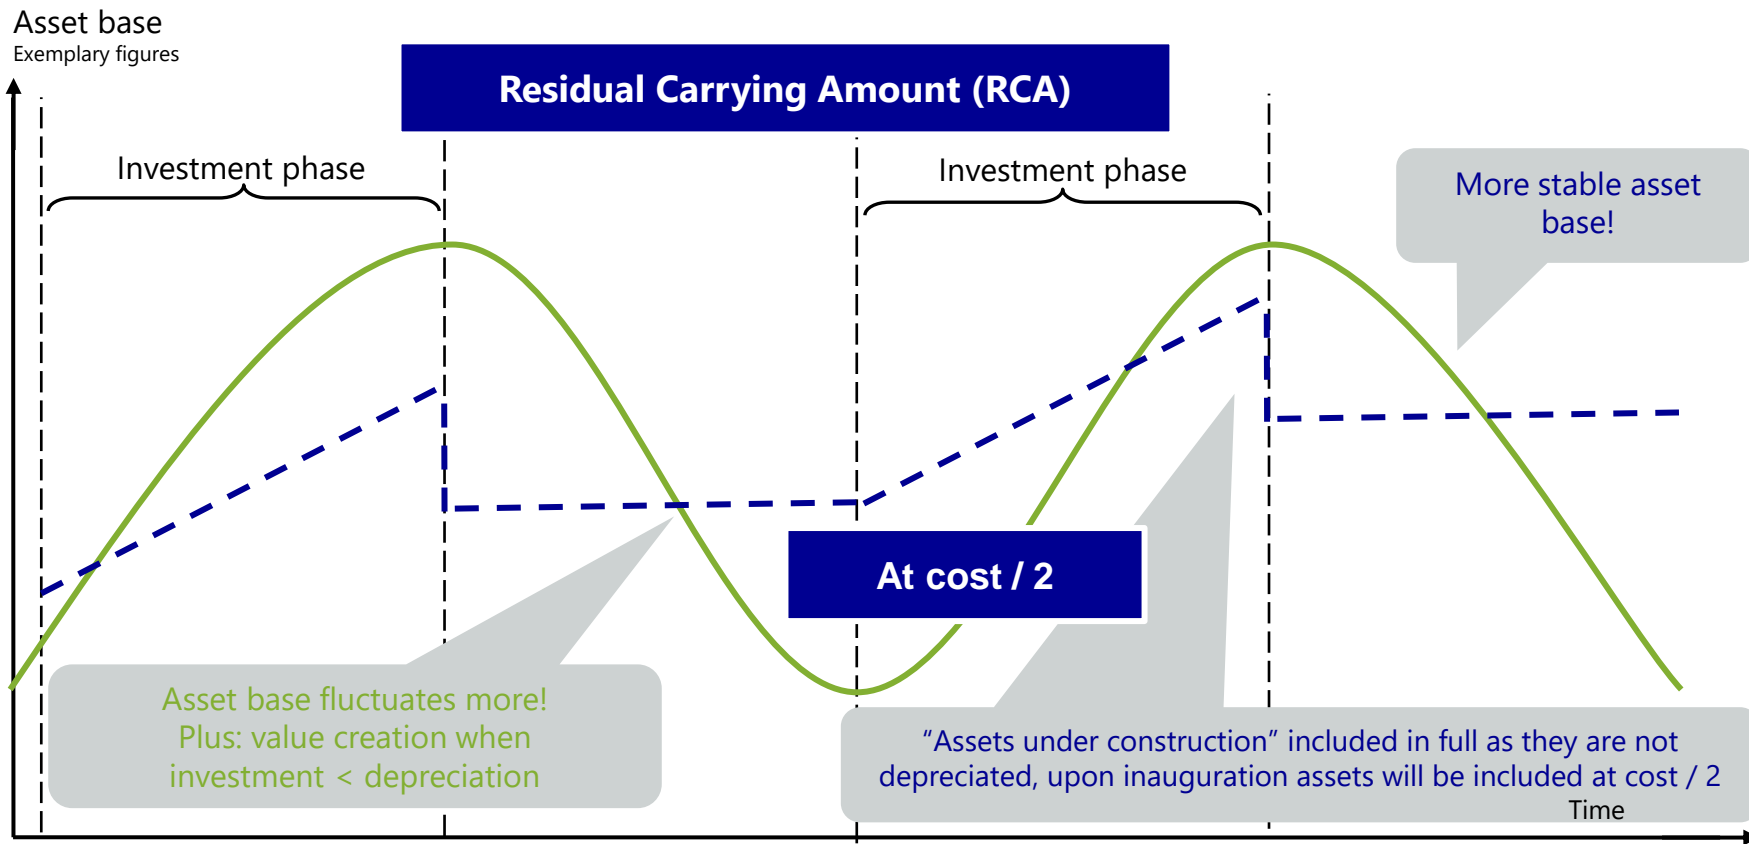 Asset base
Exemplary figures
Residual Carrying Amount (RCA)
Investment phase
Investment phase
More stable asset
base!
At cost / 2
Asset base fluctuates more!
Plus: value creation when
investment < depreciation
“Assets under construction” included in full as they are not
depreciated, upon inauguration assets will be included at cost / 2
Time